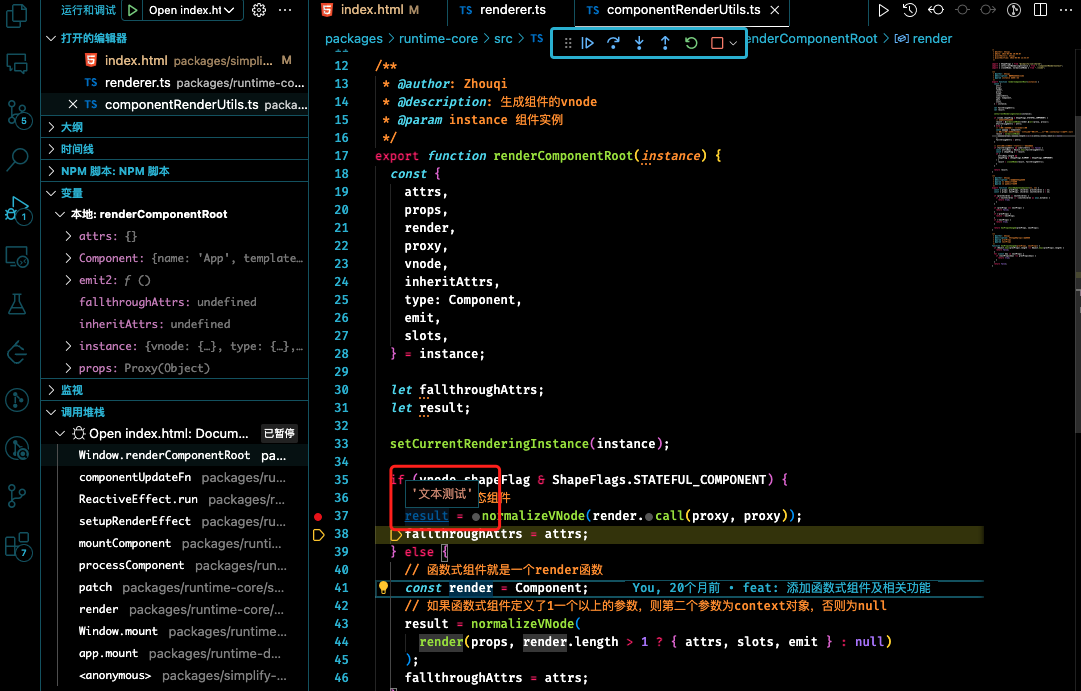 运行和调试
Open index.ht
···
打开的编辑器
index.html packages/simpli... M
TS renderer.ts packages/runtime-co...
TS componentRenderUtils.ts packa...
大纲
时间线
NPM 脚本: NPM 脚本
变量
本地: renderComponentRoot
attrs: {}
Component: {name: 'App', template…
emit2: ƒ ()
fallthroughAttrs: undefined
inheritAttrs: undefined
instance: {vnode: {…}, type: {…},…
props: Proxy(Object)
监视
调用堆栈
Open index.html: Docum... 已暂停
Window.renderComponentRoot pa...
componentUpdateFn packages/ru...
ReactiveEffect.run packages/r...
setupRenderEffect packages/ru...
mountComponent packages/runti...
processComponent packages/run...
patch packages/runtime-core/s...
render packages/runtime-core/...
Window.mount packages/runtime...
app.mount packages/runtime-d...
<anonymous> packages/simplify-...
5
1
7
index.html M
TS renderer.ts
TS componentRenderUtils.ts
packages > runtime-core > src > TS
enderComponentRoot > render
11
12 /**
13 * @author: Zhouqi
14 * @description: 生成组件的vnode
15 * @param instance 组件实例
16 */
17 export function renderComponentRoot(instance) {
18 const {
19 attrs,
20 props,
21 render,
22 proxy,
23 vnode,
24 inheritAttrs,
25 type: Component,
26 emit,
27 slots,
28 } = instance;
29
30 let fallthroughAttrs;
31 let result;
32
33 setCurrentRenderingInstance(instance);
34
35 if (vnode.shapeFlag & ShapeFlags.STATEFUL_COMPONENT) {
36 '文本测试' 态组件
37 result = normalizeVNode(render.call(proxy, proxy));
38 fallthroughAttrs = attrs;
39 } else {
40 // 函数式组件就是一个render函数
41 const render = Component; You, 20个月前 • feat: 添加函数式组件及相关功能
42 // 如果函数式组件定义了1一个以上的参数，则第二个参数为context对象，否则为null
43 result = normalizeVNode(
44 render(props, render.length > 1 ? { attrs, slots, emit } : null)
45 );
46 fallthroughAttrs = attrs;